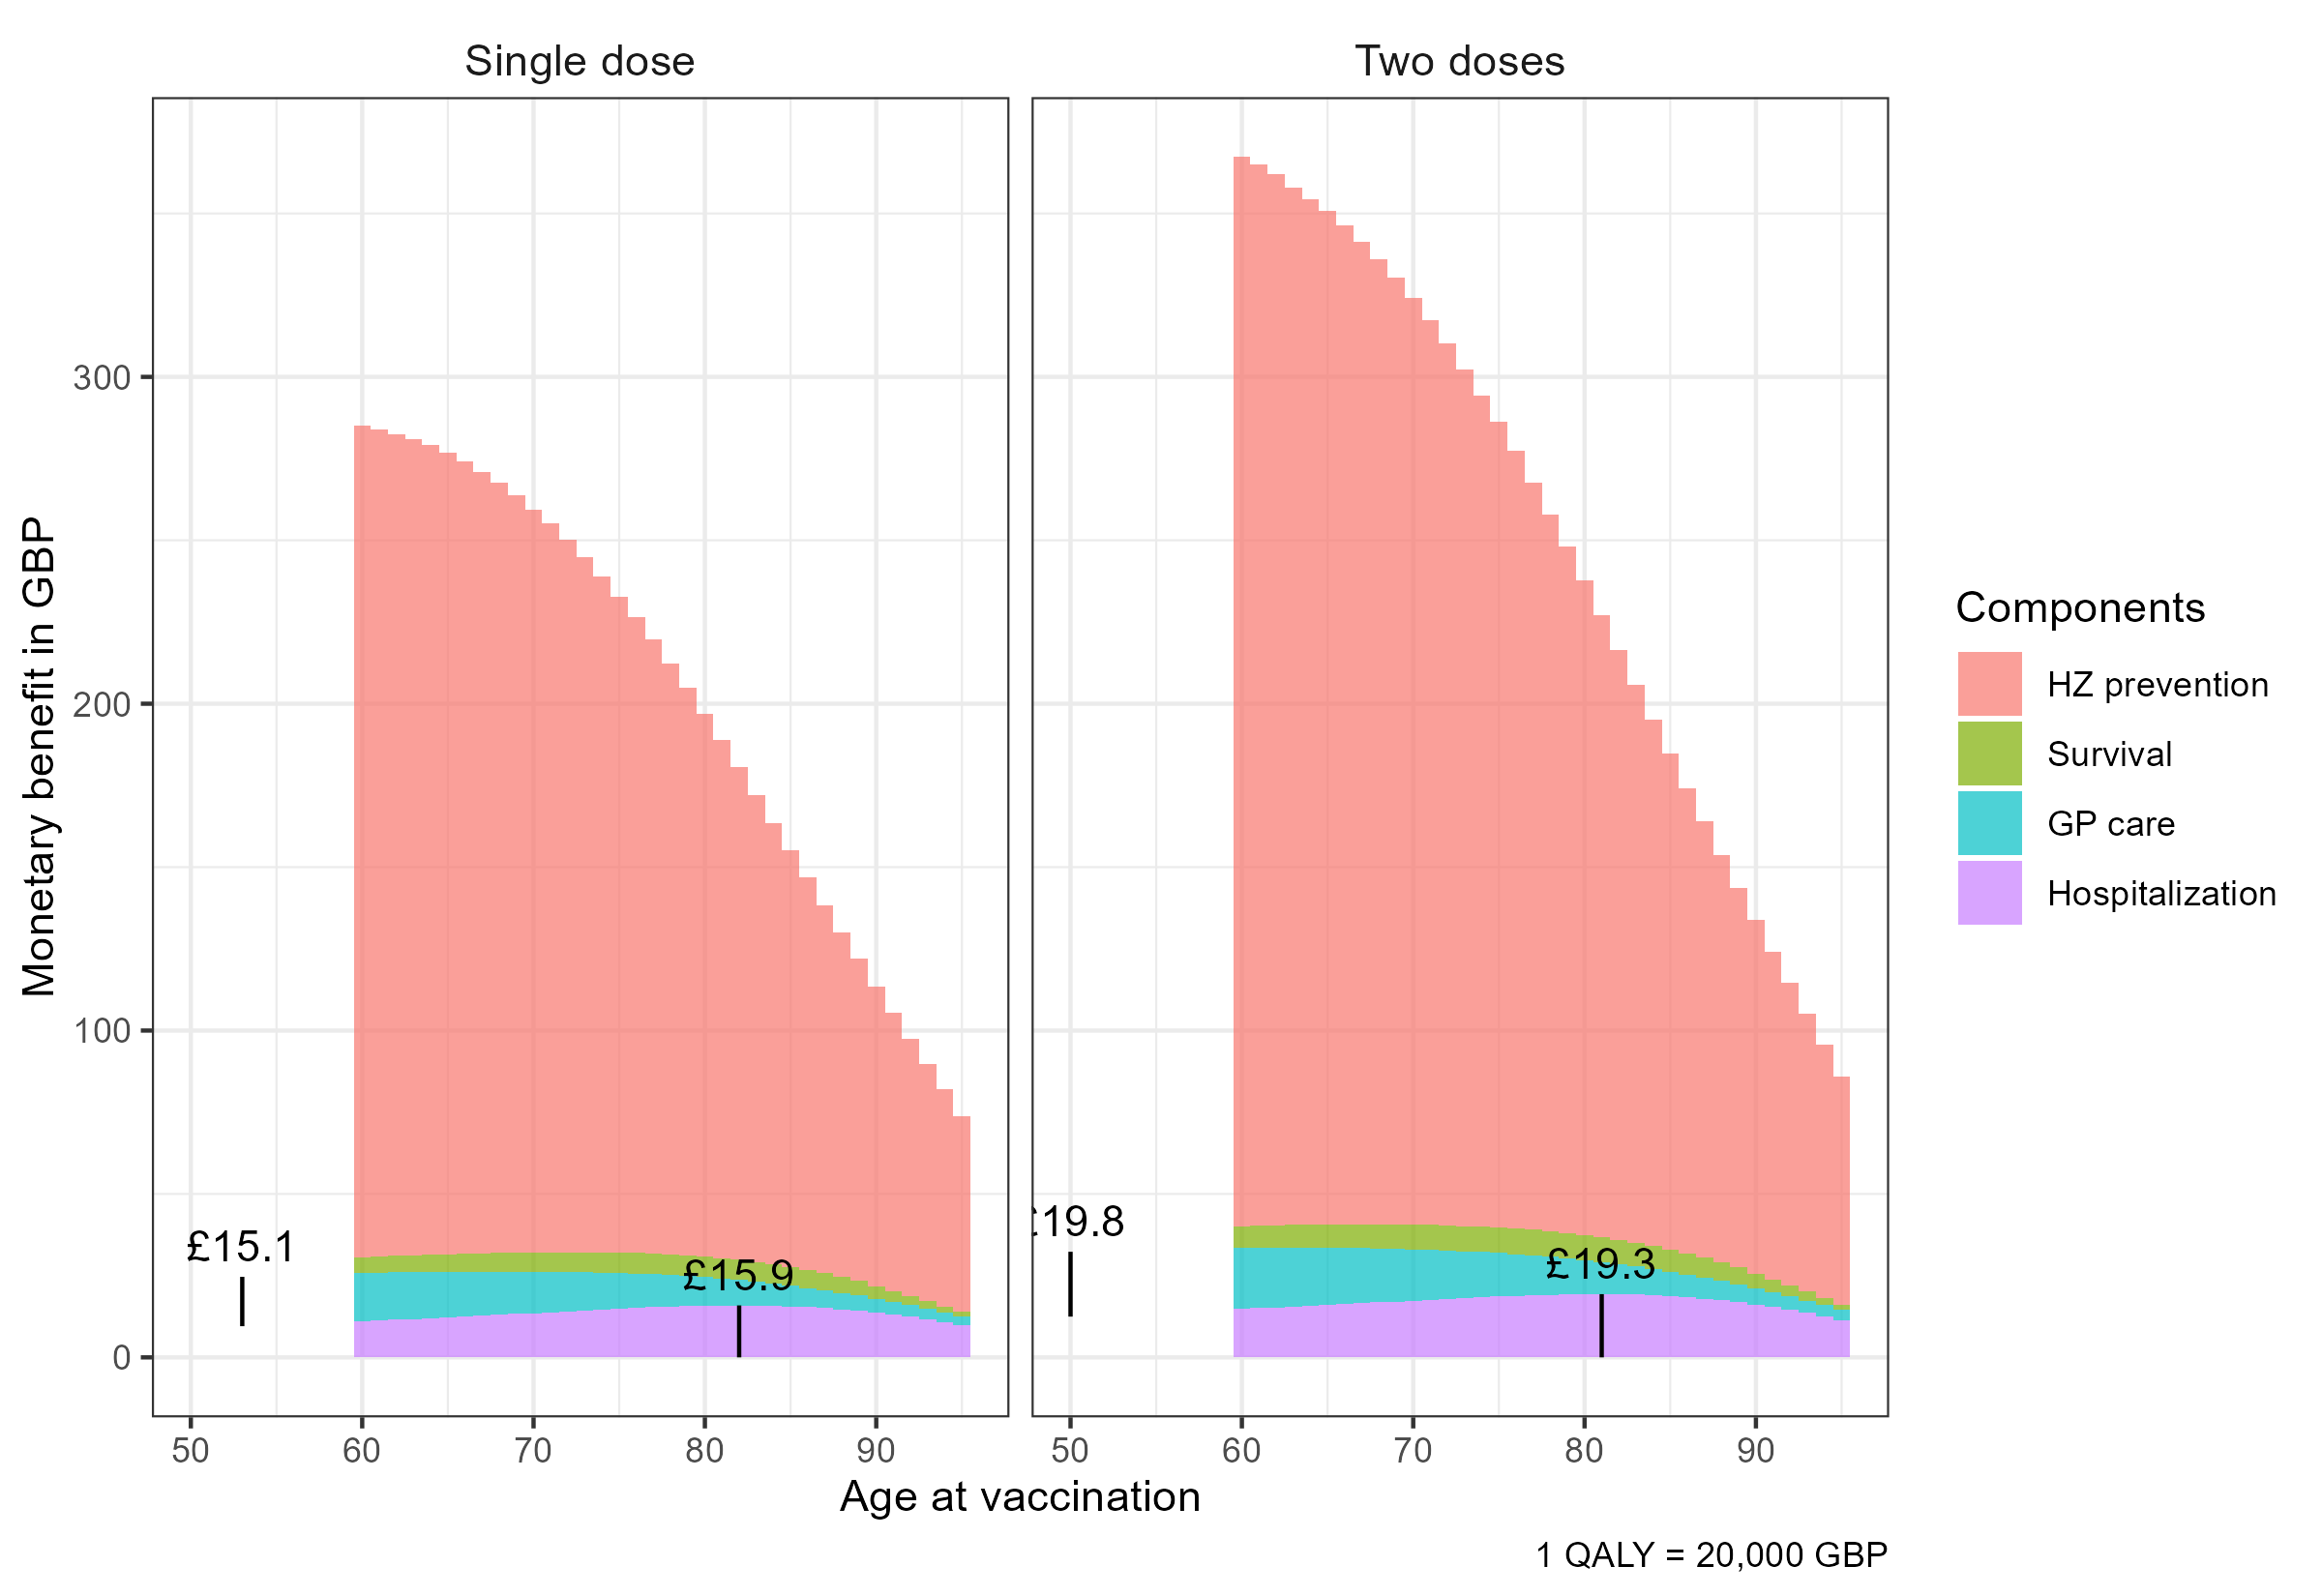 Single dose
Two doses
Monetary benefit in GBP
300
200
100
0
£15.1
£15.9
£19.8
£19.3
50 60 70 80 90
50 60 70 80 90
Age at vaccination
1 QALY = 20,000 GBP
Components
HZ prevention
Survival
GP care
Hospitalization